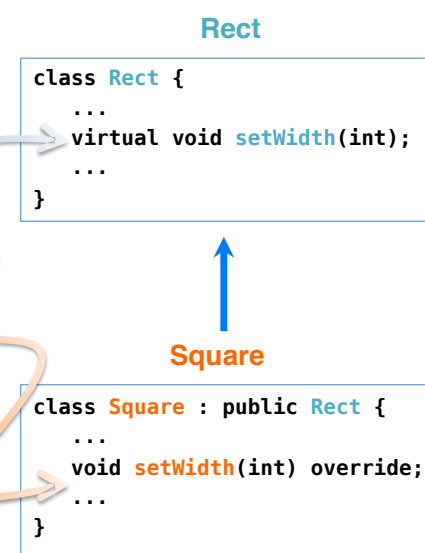 Rect
class Rect {
...
virtual void setWidth(int);
...
}
Square
class Square : public Rect {
...
void setWidth(int) override;
...
}